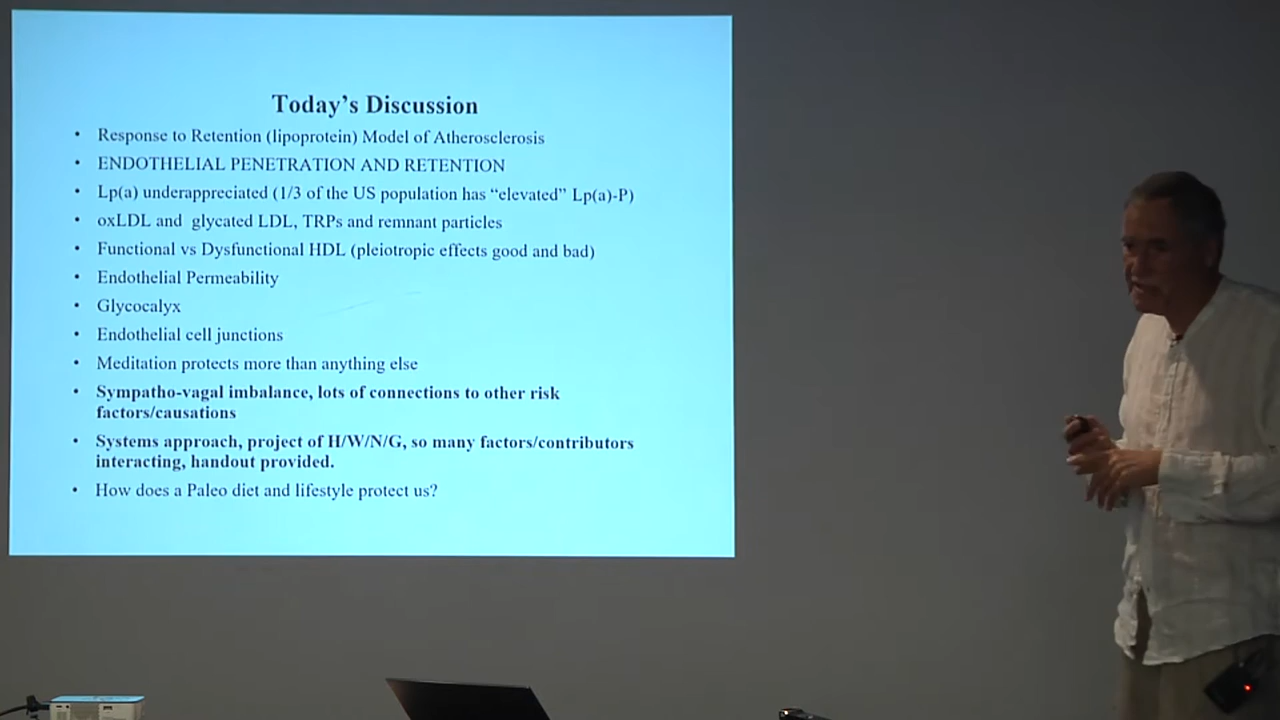 Today's Discussion
• Response to Retention (lipoprotein) Model of Atherosclerosis
• ENDOTHELIAL PENETRATION AND RETENTION
• Lp(a) underappreciated (1/3 of the US population has “elevated” Lp(a)-P)
• oxLDL and glycated LDL, TRPs and remnant particles
• Functional vs Dysfunctional HDL (pleiotropic effects good and bad)
• Endothelial Permeability
• Glycocalyx
• Endothelial cell junctions
• Meditation protects more than anything else
• Sympatho-vagal imbalance, lots of connections to other risk
factors/causations
• Systems approach, project of H/W/N/G, so many factors/contributors
interacting, handout provided.
• How does a Paleo diet and lifestyle protect us?